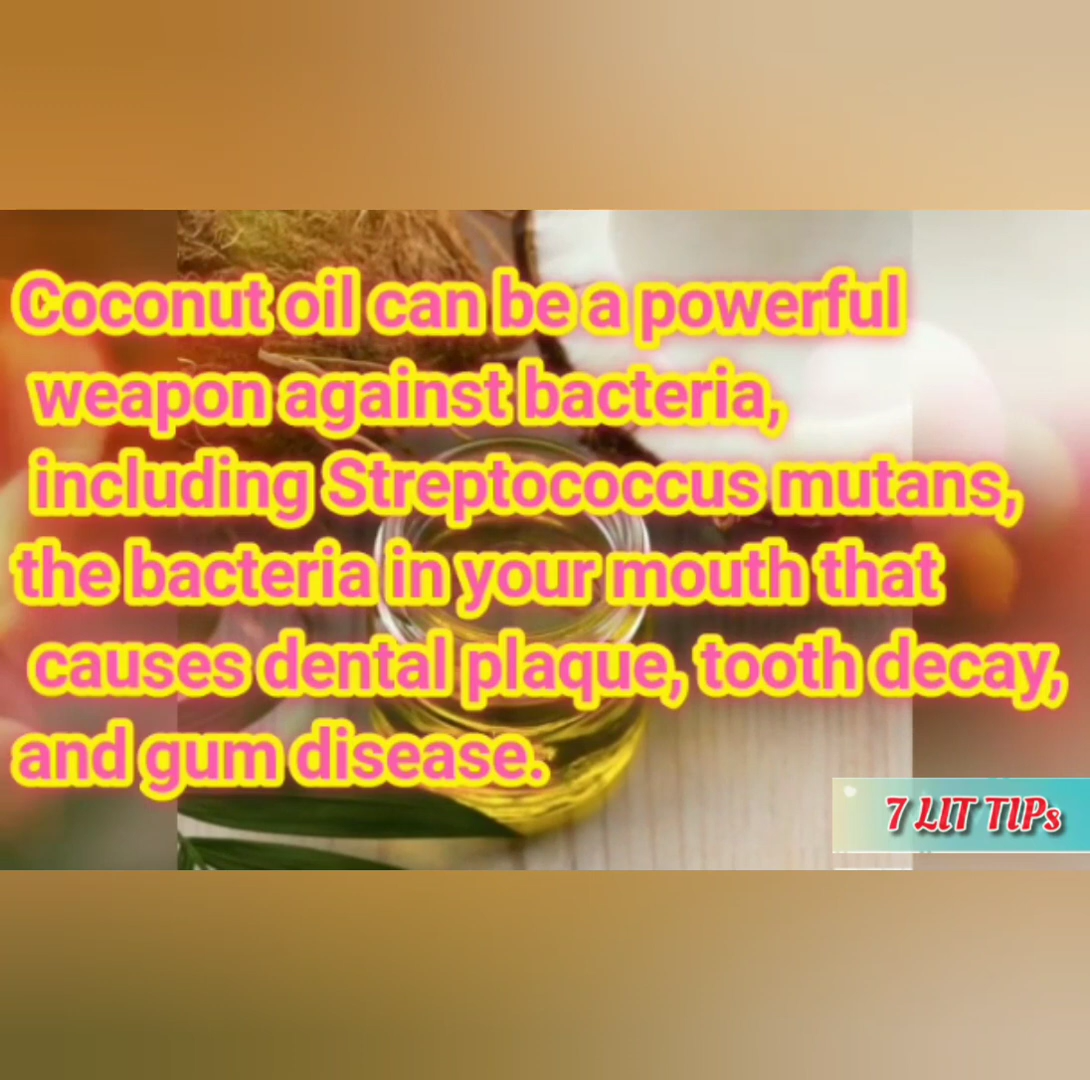 Coconut oil can be a powerful
weapon against bacteria,
including Streptococcus mutans,
the bacteria in your mouth that
causes dental plaque, tooth decay,
and gum disease.
7 LIT TIPs